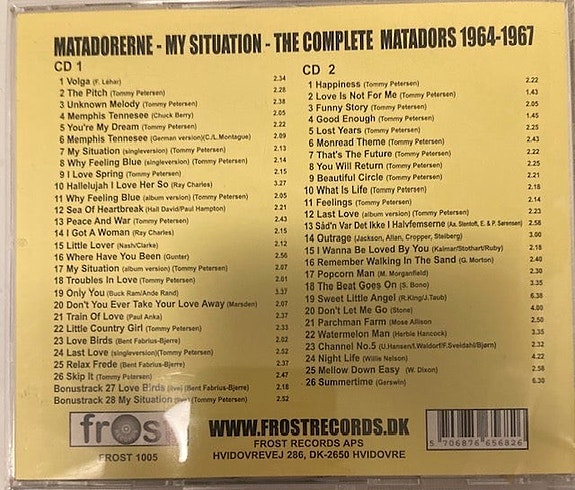 MATADORERNE - MY SITUATION - THE COMPLETE MATADORS 1964-1967
CD 1
1 Volga (F. Léhar) 2.34
2 The Pitch (Tommy Petersen) 2.28
3 Unknown Melody (Tommy Petersen) 2.38
4 Memphis Tennesee (Chuck Berry) 2.05
5 You're My Dream (Tommy Petersen) 2.22
6 Memphis Tennesee (German version)(C./L.Montague) 2.09
7 My Situation (singleversion) (Tommy Petersen) 2.13
8 Why Feeling Blue (singleversion) (Tommy Petersen) 2.14
9 I Love Spring (Tommy Petersen) 2.15
10 Hallelujah I Love Her So (Ray Charles) 3.27
11 Why Feeling Blue (album version) (Tommy Petersen) 2.05
12 Sea Of Heartbreak (Hall David/Paul Hampton) 2.21
13 Peace And War (Tommy Petersen) 2.43
14 I Got A Woman (Ray Charles) 2.15
15 Little Lover (Nash/Clarke) 2.12
16 Where Have You Been (Gunter) 2.56
17 My Situation (album version) (Tommy Petersen) 2.12
18 Troubles In Love (Tommy Petersen) 2.01
19 Only You (Buck Ram/Ande Rand) 3.37
20 Don't You Ever Take Your Love Away (Marsden) 2.07
21 Train Of Love (Paul Anka) 2.37
22 Little Country Girl (Tommy Petersen) 2.33
23 Love Birds (Bent Fabricius-Bjerre) 2.02
24 Last Love (singleversion)(Tommy Petersen) 2.52
25 Relax Frede (Bent Fabricius-Bjerre) 2.37
26 Skip It (Tommy Petersen) 2.47
Bonustrack 27 Love Birds (live) (Bent Fabrius-Bjerre) 2.18
Bonustrack 28 My Situation (live) (Tommy Petersen) 2.52
CD 2
1 Happiness (Tommy Petersen) 2.22
2 Love Is Not For Me (Tommy Petersen) 1.43
3 Funny Story (Tommy Petersen) 2.05
4 Good Enough (Tommy Petersen) 1.45
5 Lost Years (Tommy Petersen) 2.25
6 Monread Theme (Tommy Petersen) 2.43
7 That's The Future (Tommy Petersen) 2.22
8 You Will Return (Tommy Petersen) 2.25
9 Beautiful Circle (Tommy Petersen) 2.21
10 What Is Life (Tommy Petersen) 2.18
11 Feelings (Tommy Petersen) 2.14
12 Last Love (album version) (Tommy Petersen) 2.23
13 Såd'n Var Det Ikke I Halvfemserne (Aa. Stentoft, E. & P. Sørensen) 2.58
14 Outrage (Jackson, Allan, Cropper, Steiberg) 3.00
15 I Wanna Be Loved By You (Kalmar/Stothart/Ruby) 2.18
16 Remember Walking In The Sand (G. Morton) 2.40
17 Popcorn Man (M. Morganfield) 2.30
18 The Beat Goes On (S. Bono) 3.35
19 Sweet Little Angel (R.King/J.Taub) 6.38
20 Don't Let Me Go (Stone) 4.00
21 Parchman Farm (Mose Allison 2.50
22 Watermelon Man (Herbie Hancock) 3.35
23 Channel No.5 (U.Hansen/I.Waldorf/F.Sveidahl/Bjørn) 2.32
24 Night Life (Willie Nelson) 4.22
25 Mellow Down Easy (W. Dixon) 2.58
26 Summertime (Gerswin) 6.30
frost
FROST 1005
WWW.FROSTRECORDS.DK
FROST RECORDS APS
HVIDOVREVEJ 286, DK-2650 HVIDOVRE
5 706876 656826